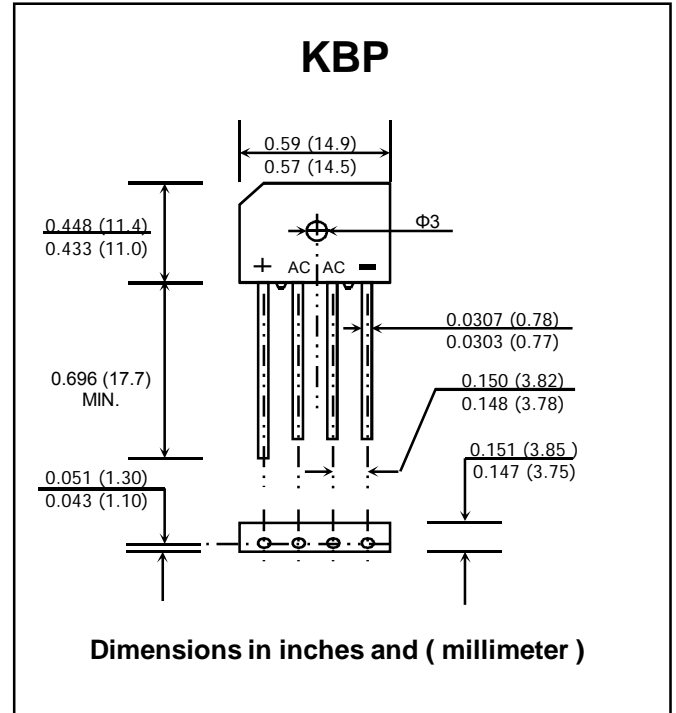 KBP
0.59 (14.9)
0.57 (14.5)
0.448 (11.4)
0.433 (11.0)
Φ3
+ AC AC -
0.0307 (0.78)
0.0303 (0.77)
0.696 (17.7)
MIN.
0.150 (3.82)
0.148 (3.78)
0.151 (3.85 )
0.147 (3.75)
0.051 (1.30)
0.043 (1.10)
Dimensions in inches and ( millimeter )